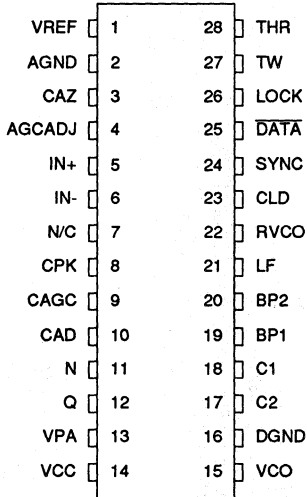 VREF 1 28 THR
AGND 2 27 TW
CAZ 3 26 LOCK
AGCADJ 4 25 DATA
IN+ 5 24 SYNC
IN- 6 23 CLD
N/C 7 22 RVCO
CPK 8 21 LF
CAGC 9 20 BP2
CAD 10 19 BP1
N 11 18 C1
Q 12 17 C2
VPA 13 16 DGND
VCC 14 15 VCO